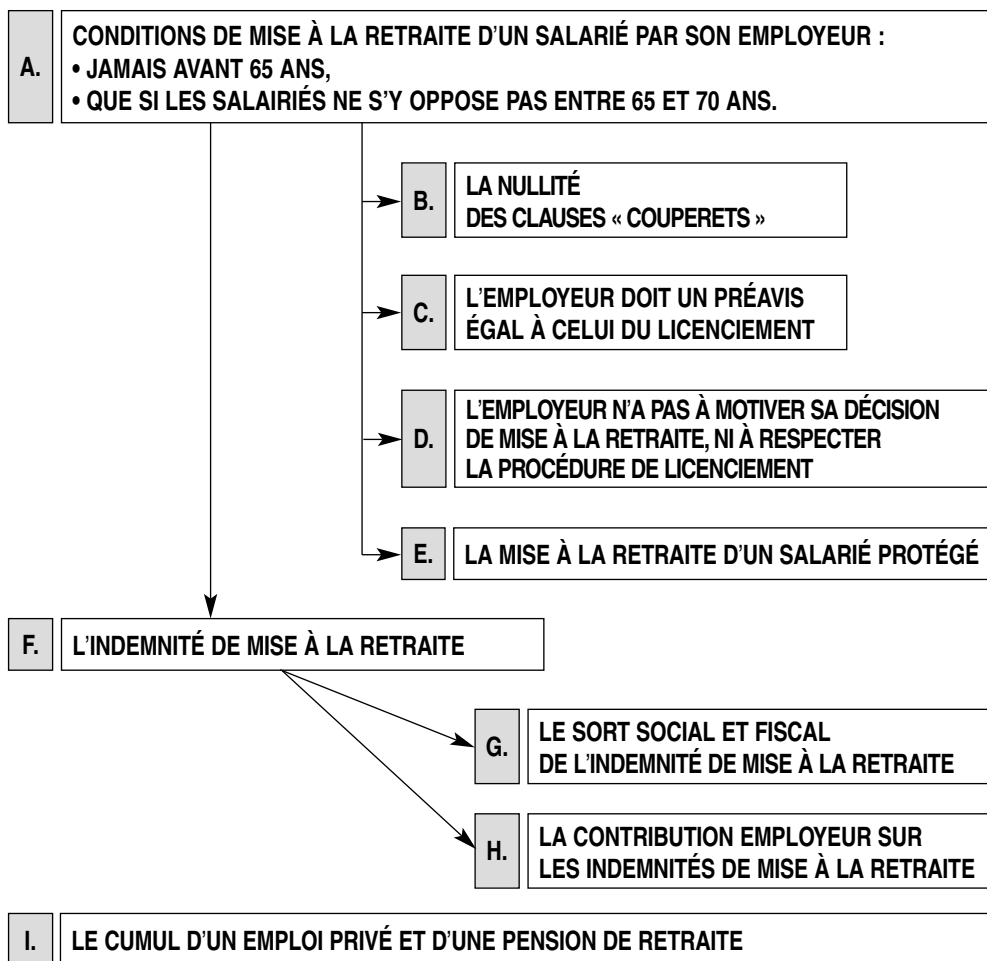 A.
CONDITIONS DE MISE À LA RETRAITE D'UN SALARIÉ PAR SON EMPLOYEUR :
• JAMAIS AVANT 65 ANS,
• QUE SI LES SALAIRIÉS NE S'Y OPPOSE PAS ENTRE 65 ET 70 ANS.
B.
LA NULLITÉ
DES CLAUSES « COUPERETS »
C.
L'EMPLOYEUR DOIT UN PRÉAVIS
ÉGAL À CELUI DU LICENCIEMENT
D.
L'EMPLOYEUR N'A PAS À MOTIVER SA DÉCISION
DE MISE À LA RETRAITE, NI À RESPECTER
LA PROCÉDURE DE LICENCIEMENT
E.
LA MISE À LA RETRAITE D'UN SALARIÉ PROTÉGÉ
F.
L'INDEMNITÉ DE MISE À LA RETRAITE
G.
LE SORT SOCIAL ET FISCAL
DE L'INDEMNITÉ DE MISE À LA RETRAITE
H.
LA CONTRIBUTION EMPLOYEUR SUR
LES INDEMNITÉS DE MISE À LA RETRAITE
I.
LE CUMUL D'UN EMPLOI PRIVÉ ET D'UNE PENSION DE RETRAITE